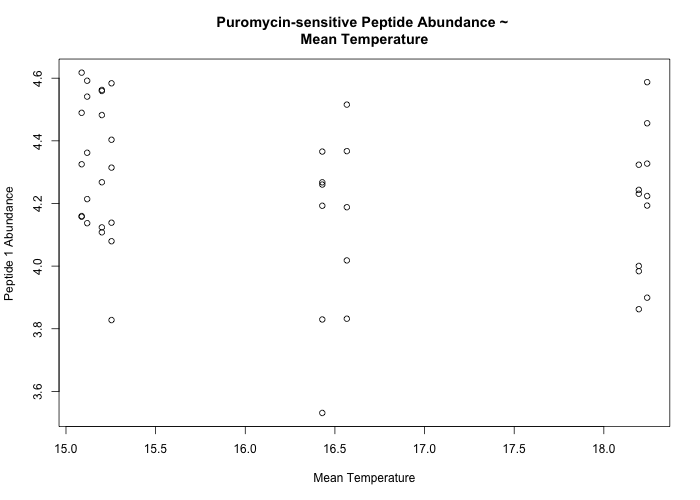 Puromycin-sensitive Peptide Abundance ~
Mean Temperature
Peptide 1 Abundance
4.6
4.4
4.2
4.0
3.8
3.6
15.0 15.5 16.0 16.5 17.0 17.5 18.0
Mean Temperature